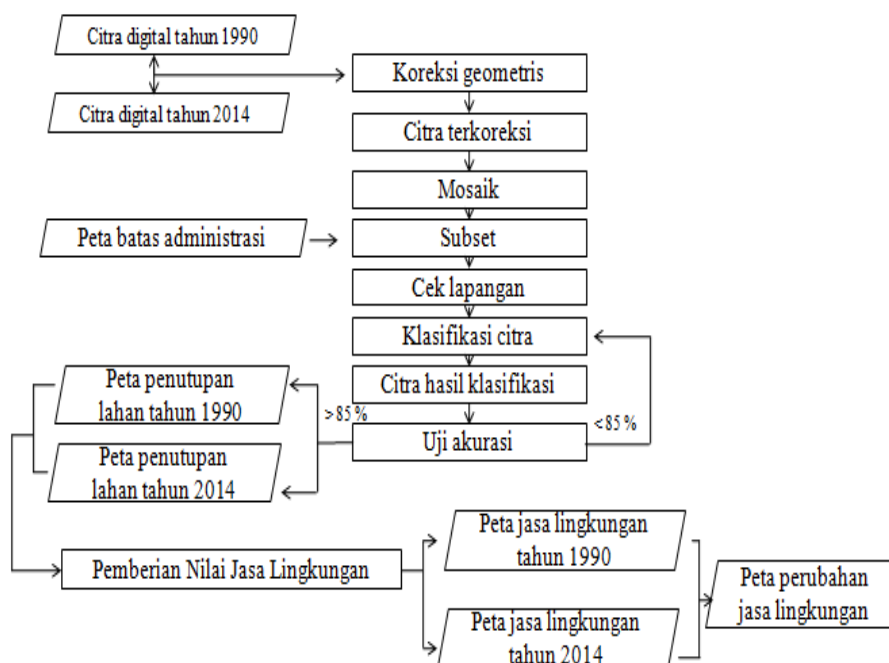 Citra digital tahun 1990
Citra digital tahun 2014
Koreksi geometris
Citra terkoreksi
Mosaik
Peta batas administrasi
Subset
Cek lapangan
Klasifikasi citra
Citra hasil klasifikasi
Uji akurasi
>85 %
<85 %
Peta penutupan
lahan tahun 1990
Peta penutupan
lahan tahun 2014
Pemberian Nilai Jasa Lingkungan
Peta jasa lingkungan
tahun 1990
Peta jasa lingkungan
tahun 2014
Peta perubahan
jasa lingkungan